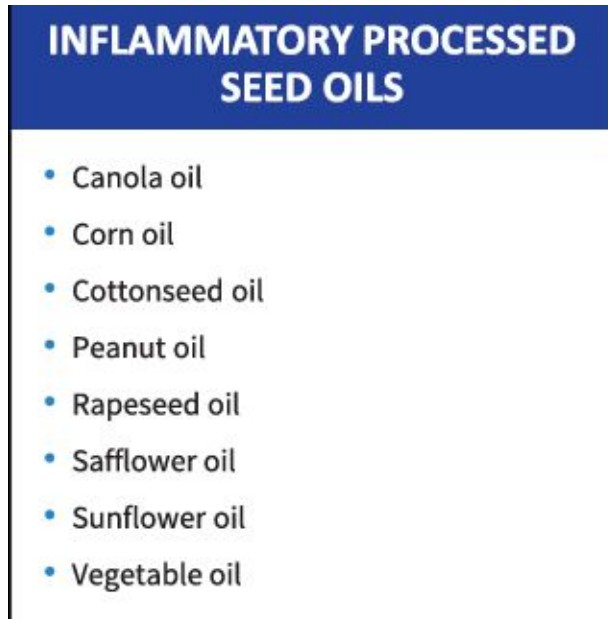 INFLAMMATORY PROCESSED
SEED OILS
• Canola oil
• Corn oil
• Cottonseed oil
• Peanut oil
• Rapeseed oil
• Safflower oil
• Sunflower oil
• Vegetable oil